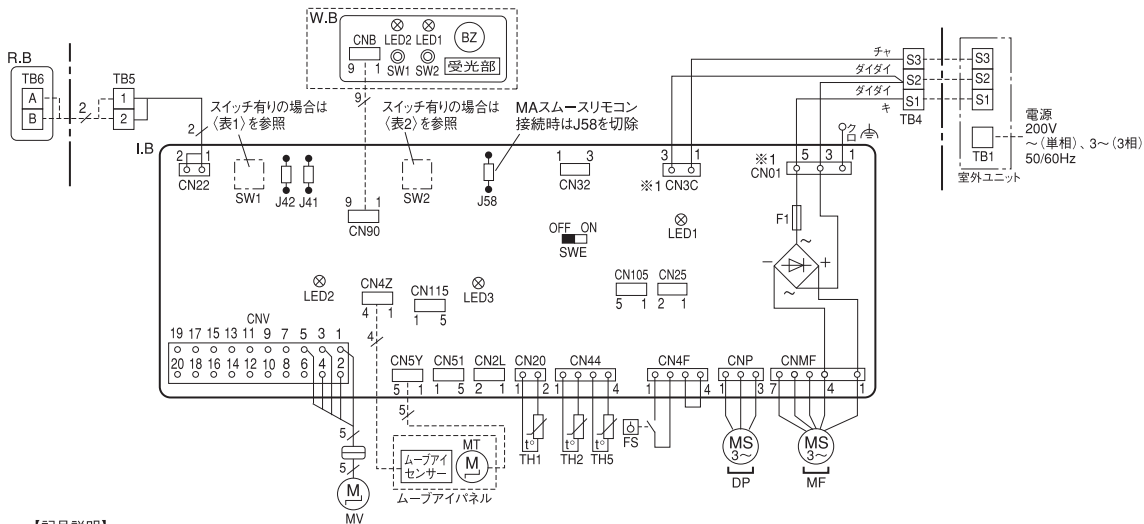 W.B
LED2 LED1
CNB
BZ
9 1
SW1 SW2
受光部
R.B
TB6
A
B
2
TB5
1
2
2
スイッチ有りの場合は
〈表1〉を参照
9
スイッチ有りの場合は
〈表2〉を参照
MAスムースリモコン
接続時はJ58を切除
チャ
ダイダイ
ダイダイ
キ
S3
S2
S1
TB4
S3
S2
S1
TB1
室外ユニット
電源
200V
～(単相)、3～(3相)
50/60Hz
I.B
2 1
CN22
SW1
J42 J41
9 1
CN90
SW2
J58
1 3
CN32
3 1
※1 CN3C
※1
CN01
5 3 1
クロ
OFF ON
SWE
LED1
F1
～
－ ＋
～
LED2
CN4Z
4 1
CN115
1 5
LED3
CN105
5 1
CN25
2 1
CNV
19 17 15 13 11 9 7 5 3 1
20 18 16 14 12 10 8 6 4 2
4
CN5Y
5 1
CN51
1 5
CN2L
2 1
CN20
1 2
CN44
1 4
CN4F
1 4
CNP
1 3
CNMF
7 4 1
5
5
5
M
MV
ムーブアイ
センサー
MT
M
ムーブアイパネル
t°
TH1
t°
TH2
t°
TH5
FS
MS
3～
DP
MS
3～
MF